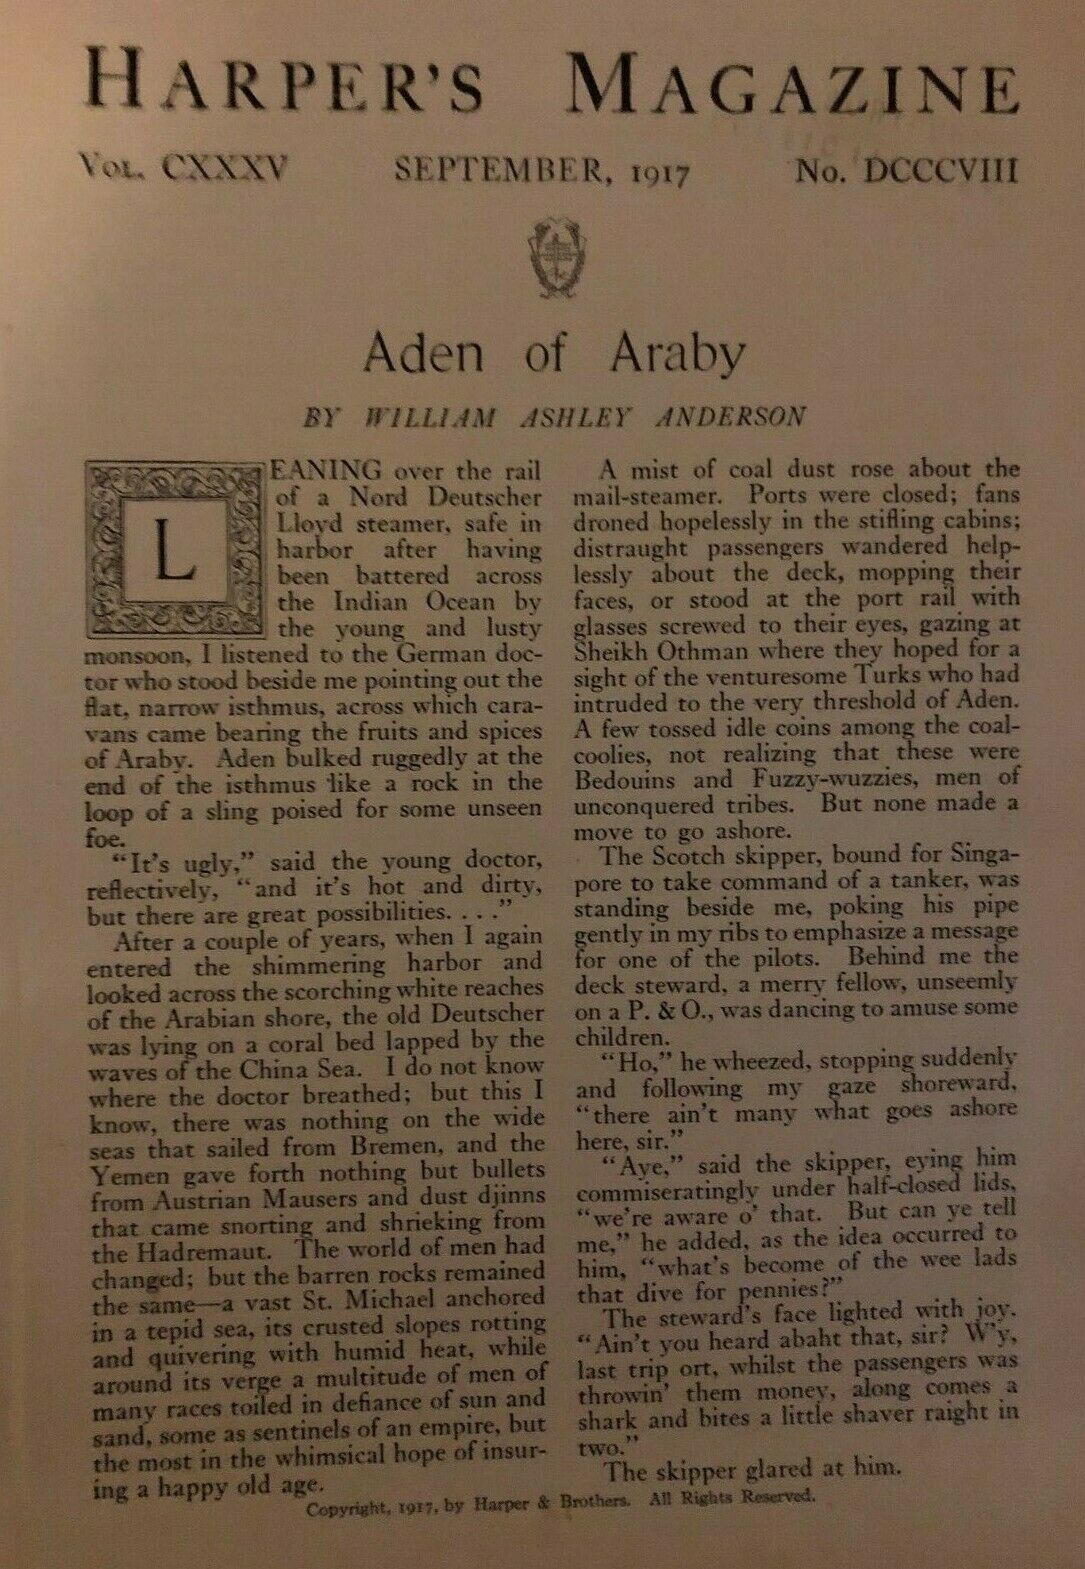 HARPER'S MAGAZINE
VOL. CXXXV SEPTEMBER, 1917 No. DCCCVIII
Aden of Araby
BY WILLIAM ASHLEY ANDERSON
LEANING over the rail
of a Nord Deutscher
Lloyd steamer, safe in
harbor after having
been battered across
the Indian Ocean by
the young and lusty
monsoon, I listened to the German doc-
tor who stood beside me pointing out the
flat, narrow isthmus, across which cara-
vans came bearing the fruits and spices
of Araby. Aden bulked ruggedly at the
end of the isthmus like a rock in the
loop of a sling poised for some unseen
foe.
"It's ugly," said the young doctor,
reflectively, "and it's hot and dirty,
but there are great possibilities. . . ."
After a couple of years, when I again
entered the shimmering harbor and
looked across the scorching white reaches
of the Arabian shore, the old Deutscher
was lying on a coral bed lapped by the
waves of the China Sea. I do not know
where the doctor breathed; but this I
know, there was nothing on the wide
seas that sailed from Bremen, and the
Yemen gave forth nothing but bullets
from Austrian Mausers and dust djinns
that came snorting and shrieking from
the Hadremaut. The world of men had
changed; but the barren rocks remained
the same—a vast St. Michael anchored
in a tepid sea, its crusted slopes rotting
and quivering with humid heat, while
around its verge a multitude of men of
many races toiled in defiance of sun and
sand, some as sentinels of an empire, but
the most in the whimsical hope of insur-
ing a happy old age.
A mist of coal dust rose about the
mail-steamer. Ports were closed; fans
droned hopelessly in the stifling cabins;
distraught passengers wandered help-
lessly about the deck, mopping their
faces, or stood at the port rail with
glasses screwed to their eyes, gazing at
Sheikh Othman where they hoped for a
sight of the venturesome Turks who had
intruded to the very threshold of Aden.
A few tossed idle coins among the coal-
coolies, not realizing that these were
Bedouins and Fuzzy-wuzzies, men of
unconquered tribes. But none made a
move to go ashore.
The Scotch skipper, bound for Singa-
pore to take command of a tanker, was
standing beside me, poking his pipe
gently in my ribs to emphasize a message
for one of the pilots. Behind me the
deck steward, a merry fellow, unseemly
on a P. & O., was dancing to amuse some
children.
"Ho," he wheezed, stopping suddenly
and following my gaze shoreward,
"there ain't many what goes ashore
here, sir."
"Aye," said the skipper, eying him
commiseratingly under half-closed lids,
"we're aware o' that. But can ye tell
me," he added, as the idea occurred to
him, "what's become of the wee lads
that dive for pennies?"
The steward's face lighted with joy.
"Ain't you heard abaht that, sir? W'y,
last trip ort, whilst the passengers was
throwin' them money, along comes a
shark and bites a little shaver raight in
two."
The skipper glared at him.
Copyright, 1917, by Harper & Brothers. All Rights Reserved.